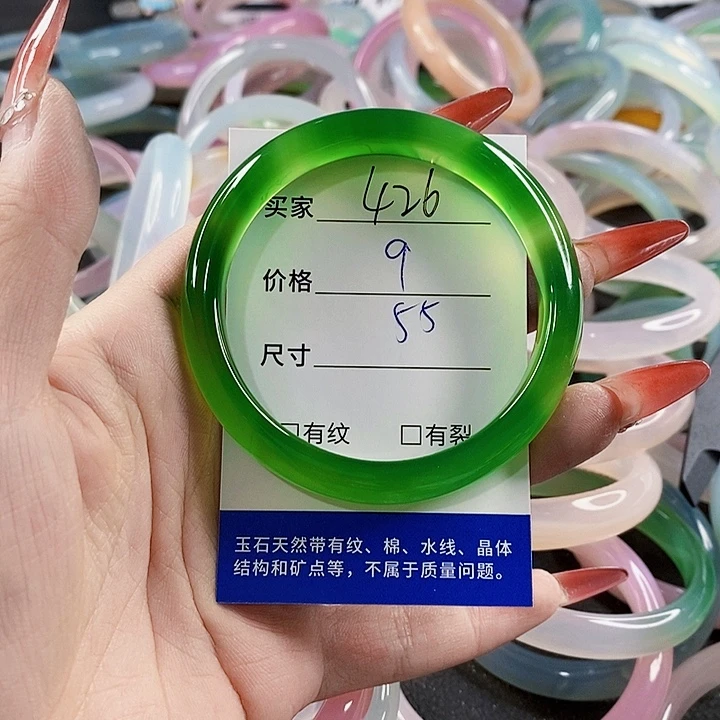 买家 426
价格 9
55
尺寸
□有纹 □有裂
玉石天然带有纹、棉、水线、晶体
结构和矿点等，不属于质量问题。